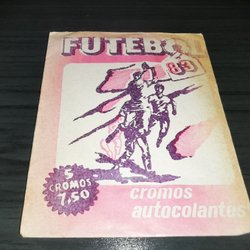 FUTEBOL
83
5
CROMOS
7,50
cromos
autocolantes